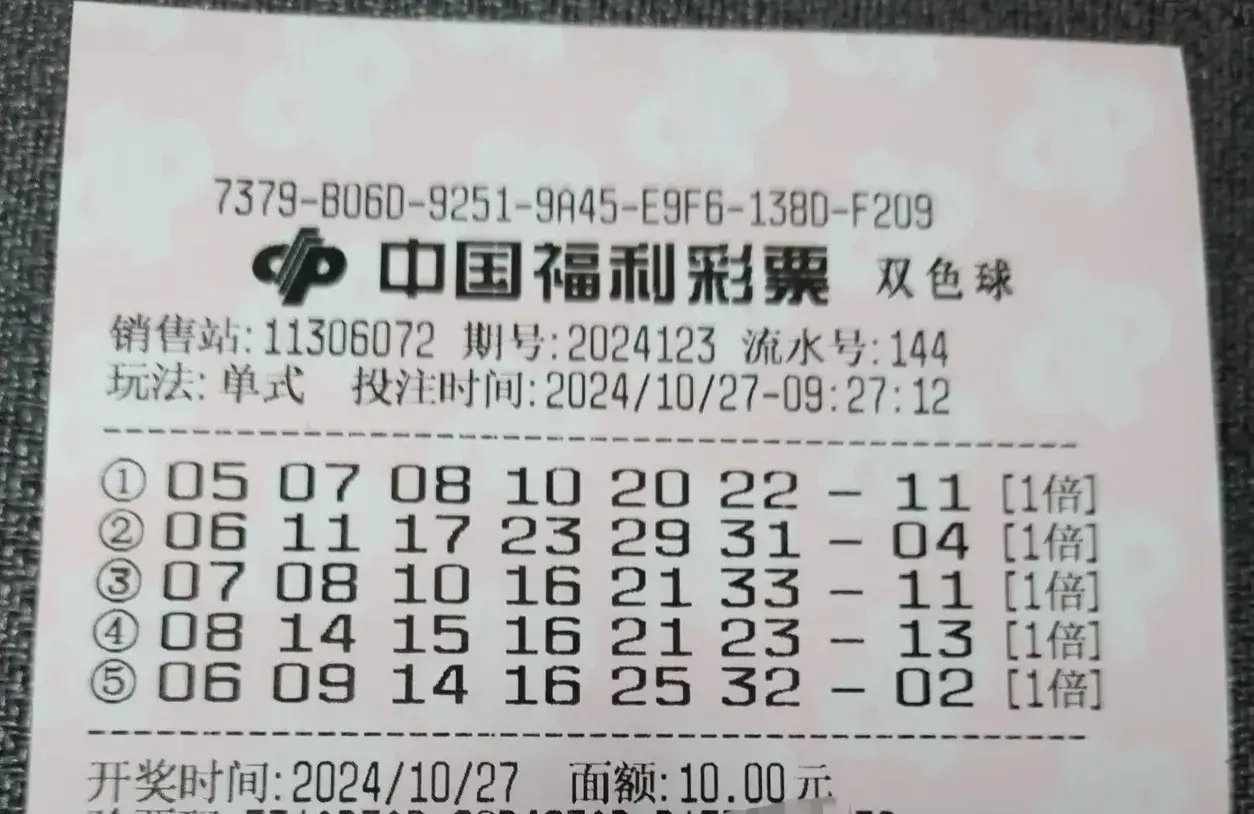 7379-B06D-9251-9A45-E9F6-138D-F209
中国福利彩票 双色球
销售站:11306072 期号:2024123 流水号:144
玩法:单式 投注时间:2024/10/27-09:27:12
① 05 07 08 10 20 22 - 11 [1倍]
② 06 11 17 23 29 31 - 04 [1倍]
③ 07 08 10 16 21 33 - 11 [1倍]
④ 08 14 15 16 21 23 - 13 [1倍]
⑤ 06 09 14 16 25 32 - 02 [1倍]
开奖时间:2024/10/27 面额:10.00元